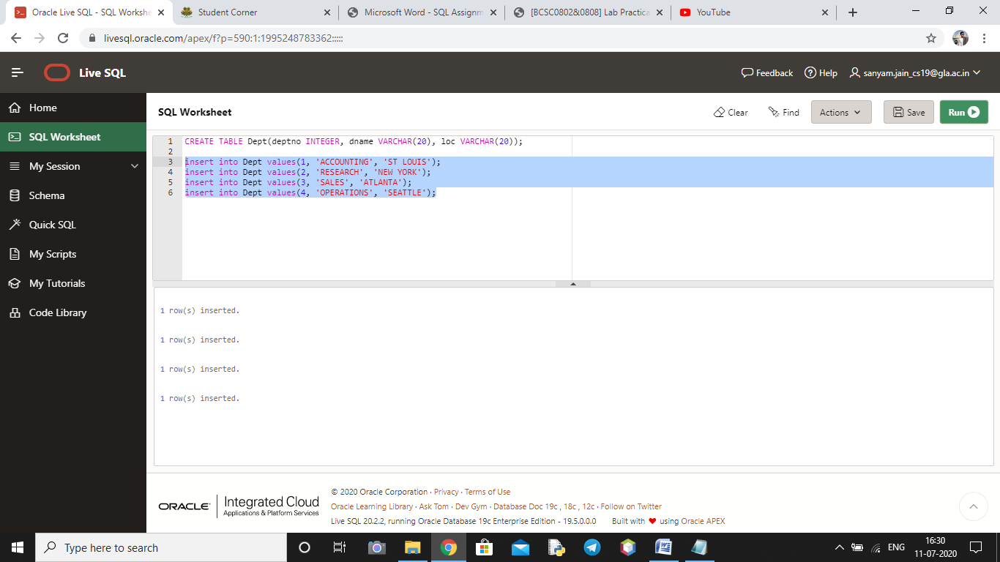 Oracle Live SQL - SQL Workshe
Student Corner
Microsoft Word - SQL Assignm
[BCSC0802&0808] Lab Practica
YouTube
livesql.oracle.com/apex/f?p=590:1:1995248783362:::::
Live SQL
Feedback
Help
sanyam.jain_cs19@gla.ac.in
Home
SQL Worksheet
My Session
Schema
Quick SQL
My Scripts
My Tutorials
Code Library
SQL Worksheet
Clear
Find
Actions
Save
Run
1 CREATE TABLE Dept(deptno INTEGER, dname VARCHAR(20), loc VARCHAR(20));
2
3 insert into Dept values(1, 'ACCOUNTING', 'ST LOUIS');
4 insert into Dept values(2, 'RESEARCH', 'NEW YORK');
5 insert into Dept values(3, 'SALES', 'ATLANTA');
6 insert into Dept values(4, 'OPERATIONS', 'SEATTLE');
1 row(s) inserted.
1 row(s) inserted.
1 row(s) inserted.
1 row(s) inserted.
ORACLE
Integrated Cloud
Applications & Platform Services
© 2020 Oracle Corporation · Privacy · Terms of Use
Oracle Learning Library · Ask Tom · Dev Gym · Database Doc 19c, 18c, 12c · Follow on Twitter
Live SQL 20.2.2, running Oracle Database 19c Enterprise Edition - 19.5.0.0.0 Built with ❤ using Oracle APEX
Type here to search
ENG
16:30
11-07-2020